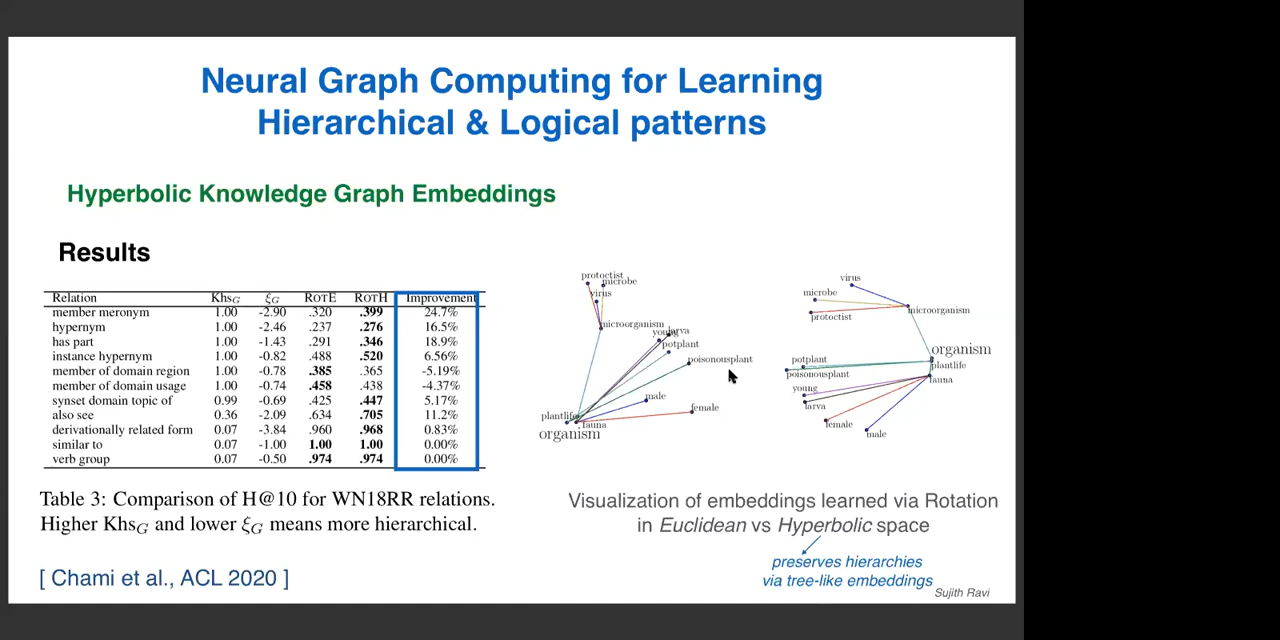 Neural Graph Computing for Learning
Hierarchical & Logical patterns
Hyperbolic Knowledge Graph Embeddings
Results
Relation Khs_G ξ_G ROTE ROTH Improvement
member meronym 1.00 -2.90 .320 .399 24.7%
hypernym 1.00 -2.46 .237 .276 16.5%
has part 1.00 -1.43 .291 .346 18.9%
instance hypernym 1.00 -0.82 .488 .520 6.56%
member of domain region 1.00 -0.78 .385 .365 -5.19%
member of domain usage 1.00 -0.74 .458 .438 -4.37%
synset domain topic of 0.99 -0.69 .425 .447 5.17%
also see 0.36 -2.09 .634 .705 11.2%
derivationally related form 0.07 -3.84 .960 .968 0.83%
similar to 0.07 -1.00 1.00 1.00 0.00%
verb group 0.07 -0.50 .974 .974 0.00%
Table 3: Comparison of H@10 for WN18RR relations.
Higher Khs_G and lower ξ_G means more hierarchical.
[ Chami et al., ACL 2020 ]
protoctist
microbe
virus
microorganism
young
larva
potplant
poisonousplant
male
female
plantlife
fauna
organism
virus
microbe
microorganism
protoctist
organism
potplant
plantlife
poisonousplant
fauna
young
larva
female
male
Visualization of embeddings learned via Rotation
in Euclidean vs Hyperbolic space
preserves hierarchies
via tree-like embeddings
Sujith Ravi